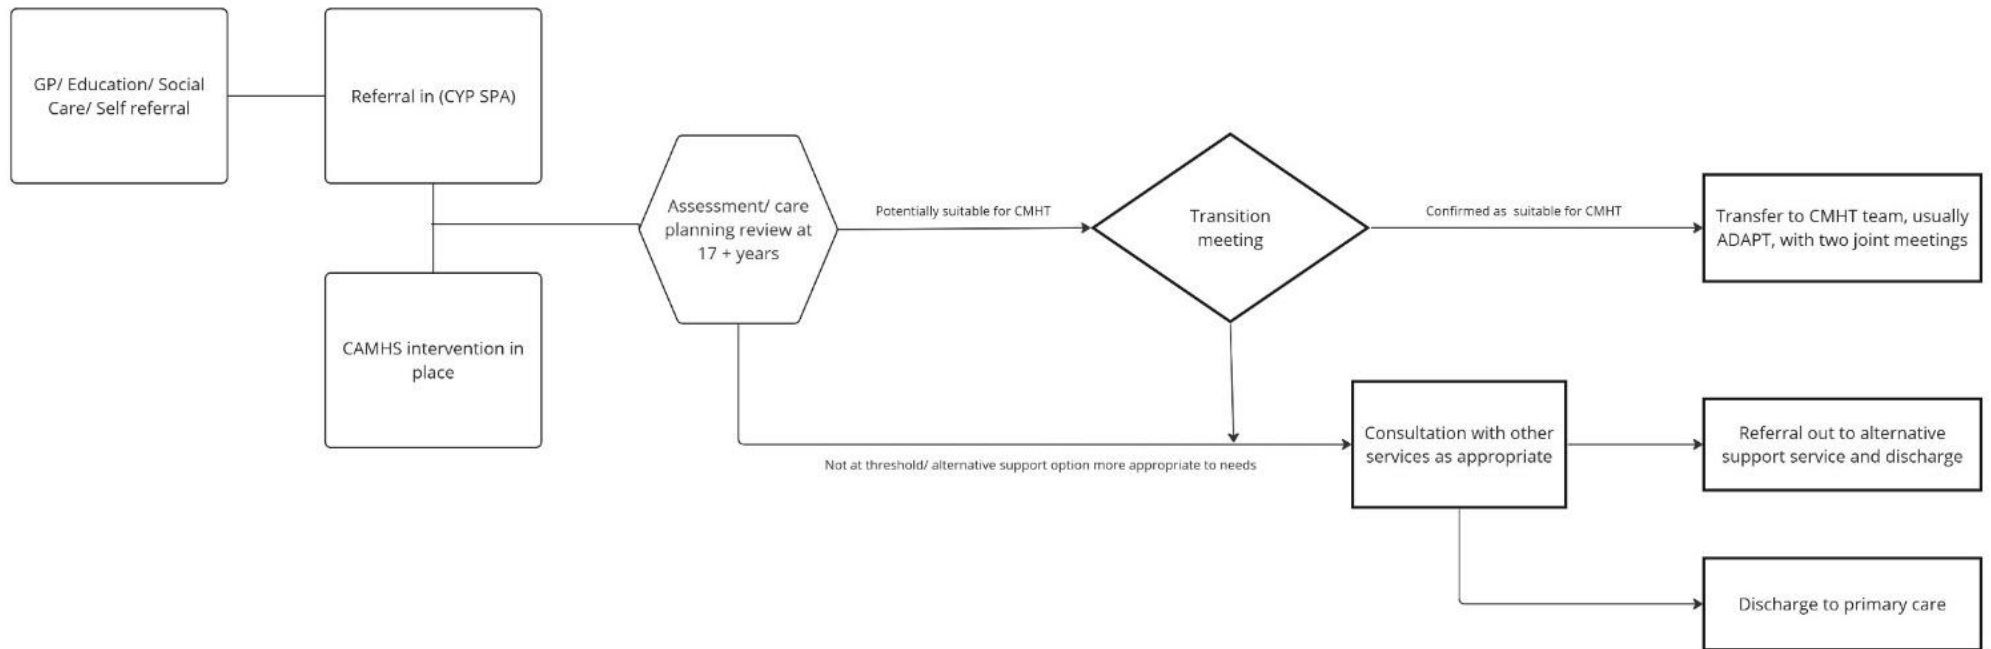 GP/ Education/ Social
Care/ Self referral
Referral in (CYP SPA)
CAMHS intervention in
place
Assessment/ care
planning review at
17 + years
Potentially suitable for CMHT
Transition
meeting
Confirmed as suitable for CMHT
Transfer to CMHT team, usually
ADAPT, with two joint meetings
Not at threshold/ alternative support option more appropriate to needs
Consultation with other
services as appropriate
Referral out to alternative
support service and discharge
Discharge to primary care